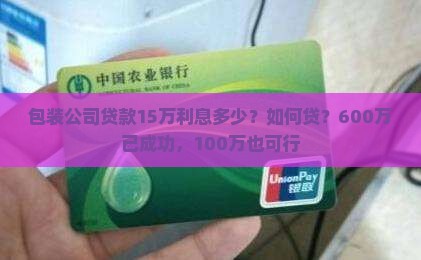 中国农业银行
包装公司贷款15万利息多少？如何贷？600万
已成功，100万也可行
UnionPay
银联